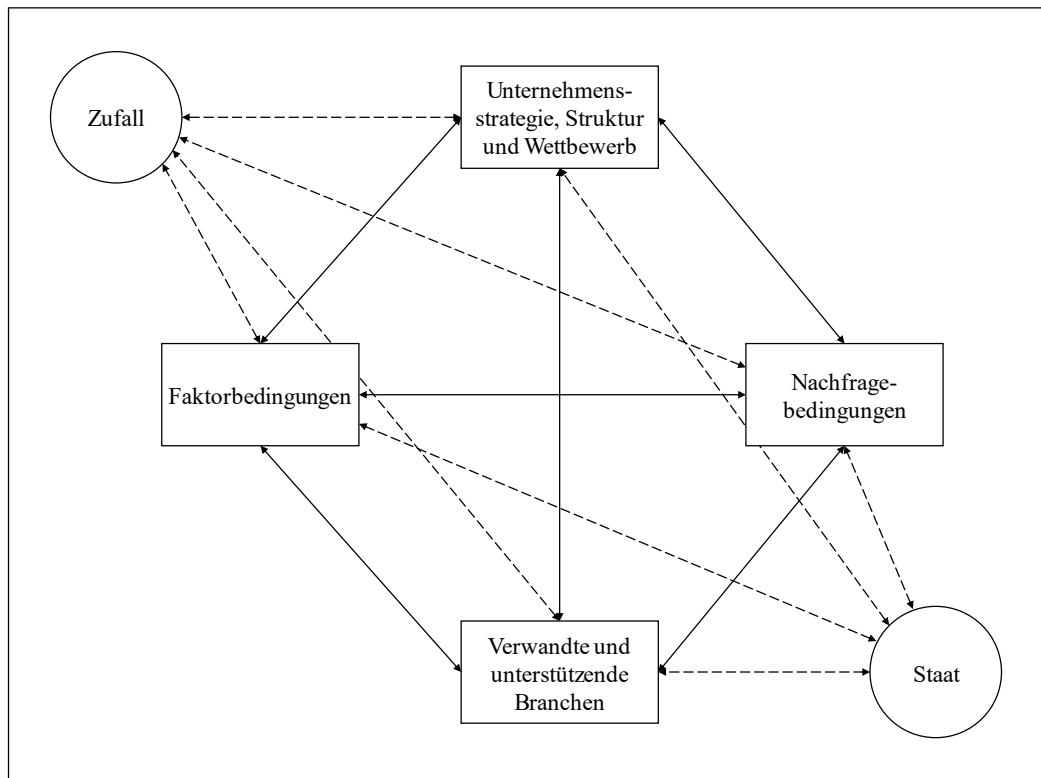 Unternehmens-
strategie, Struktur
und Wettbewerb
Zufall
Faktorbedingungen
Nachfrage-
bedingungen
Verwandte und
unterstützende
Branchen
Staat